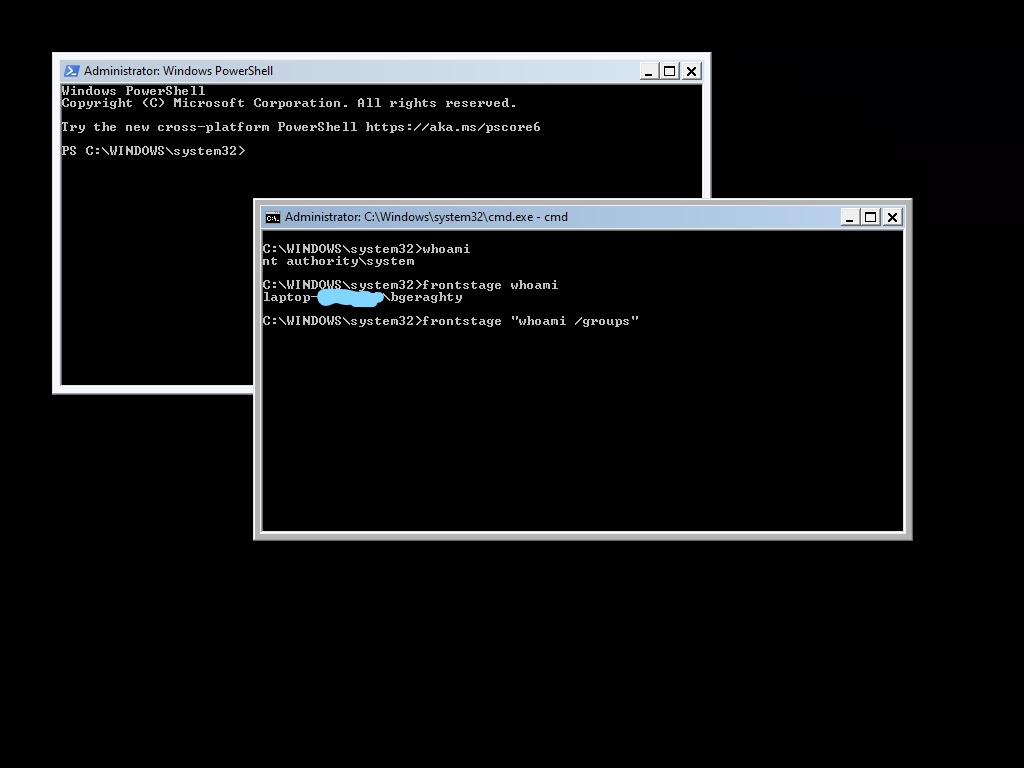 Administrator: Windows PowerShell
Windows PowerShell
Copyright (C) Microsoft Corporation. All rights reserved.
Try the new cross-platform PowerShell https://aka.ms/pscore6
PS C:\WINDOWS\system32>
Administrator: C:\Windows\system32\cmd.exe - cmd
C:\WINDOWS\system32>whoami
nt authority\system
C:\WINDOWS\system32>frontstage whoami
laptop-\bgeraghty
C:\WINDOWS\system32>frontstage "whoami /groups"